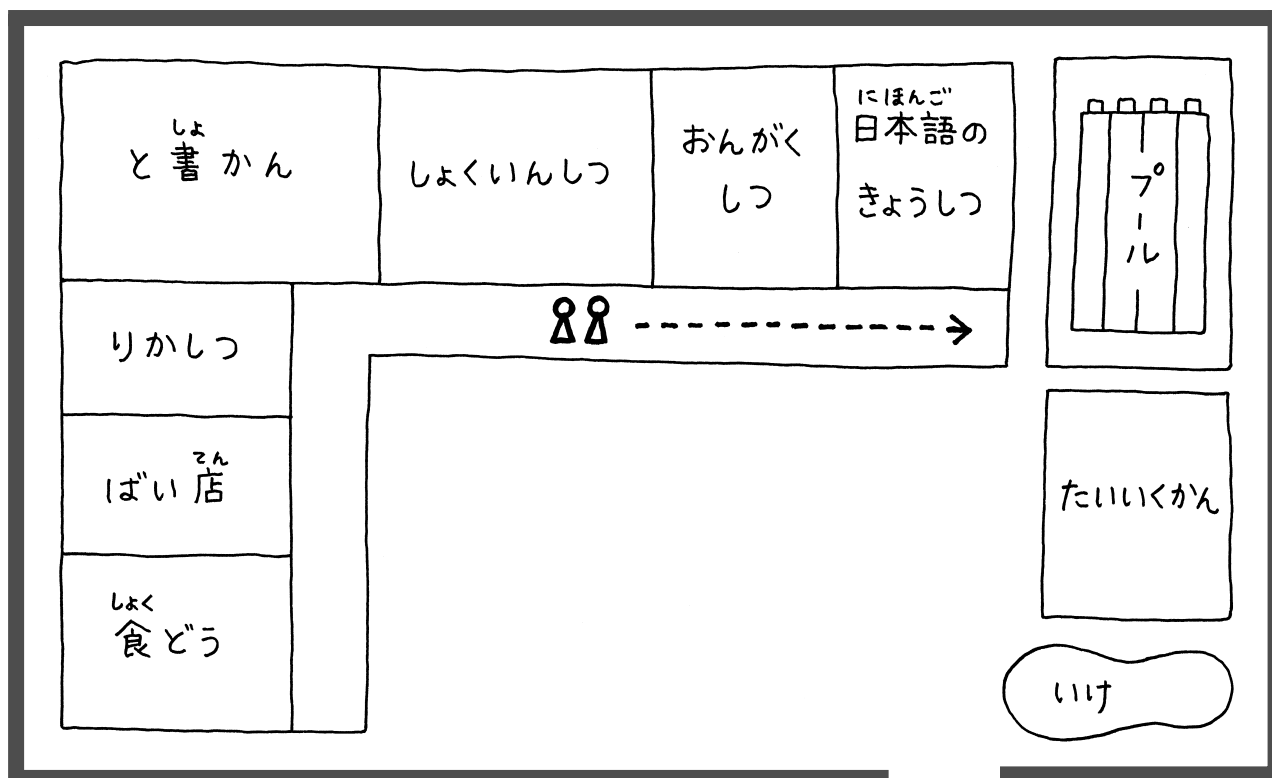 しょ
と書かん
しょくいんしつ
おんがく
しつ
にほんご
日本語の
きょうしつ
プール
りかしつ
てん
ばい店
しょく
食どう
たいいくかん
いけ